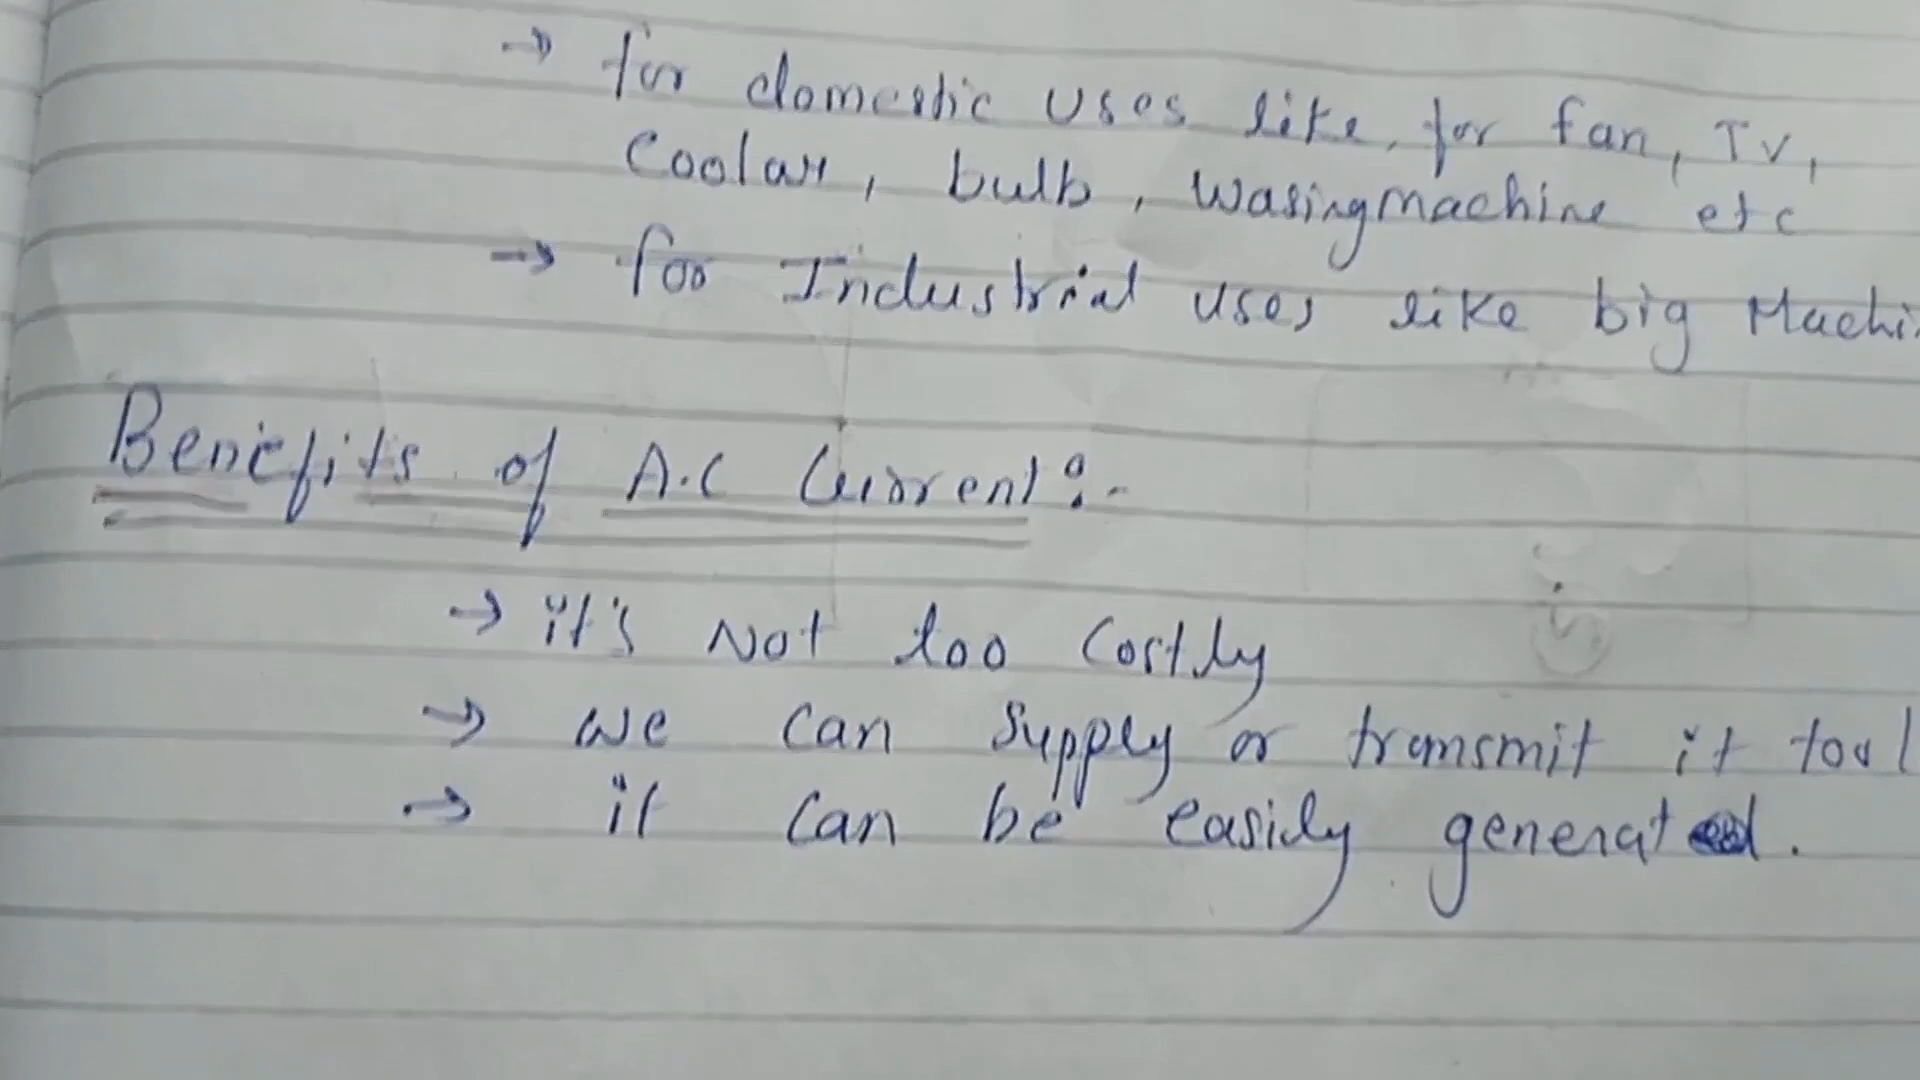 → for domestic uses like, for fan, TV,
Coolar, bulb, wasingmachine etc
→ for Industrial uses like big Machi
Benefits of A.C Current:-
→ it's Not too Costly
→ we can supply or transmit it
→ it can be easily generated.